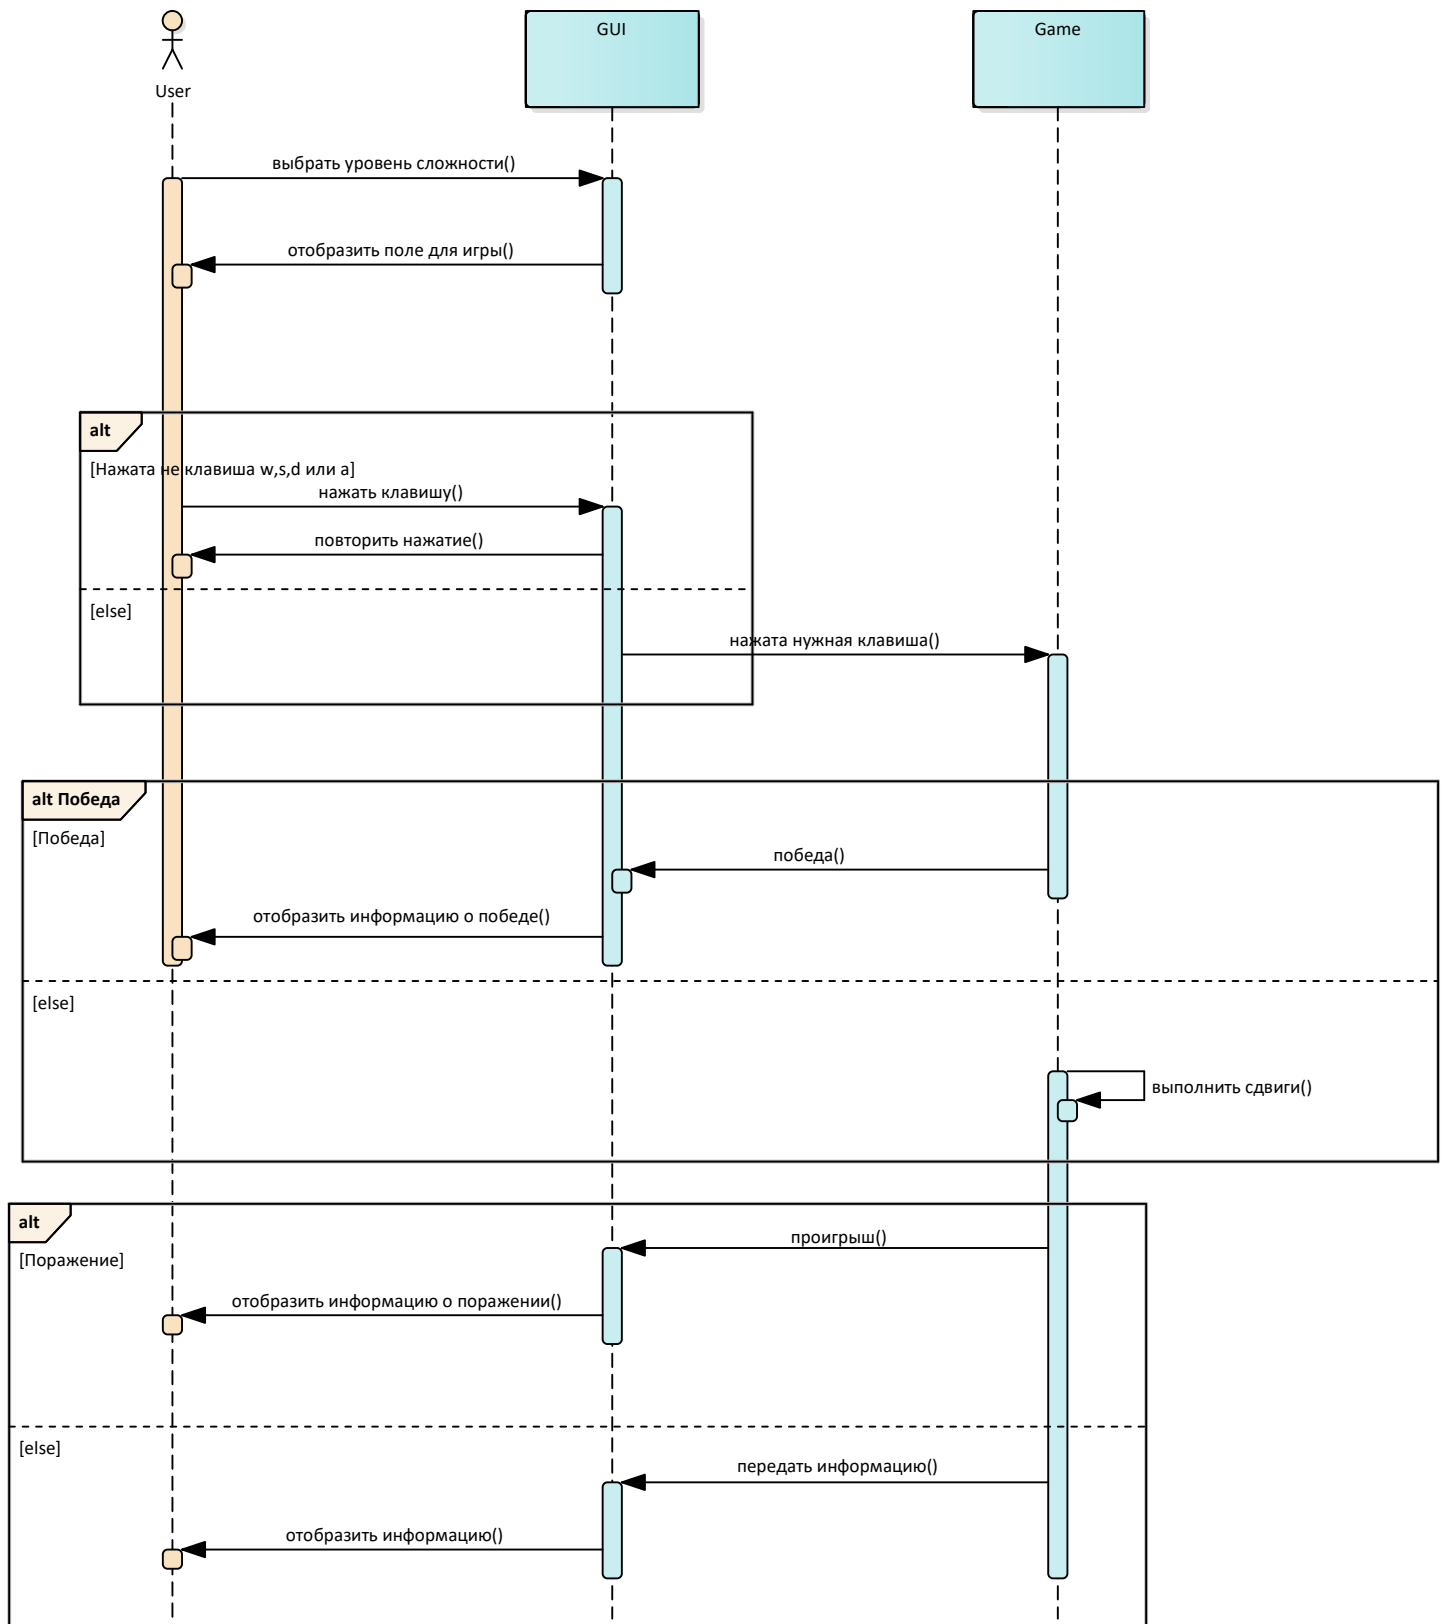 User
GUI
Game
выбрать уровень сложности()
отобразить поле для игры()
alt
[Нажата не клавиша w,s,d или a]
нажать клавишу()
повторить нажатие()
[else]
нажата нужная клавиша()
alt Победа
[Победа]
победа()
отобразить информацию о победе()
[else]
выполнить сдвиги()
alt
проигрыш()
[Поражение]
отобразить информацию о поражении()
[else]
передать информацию()
отобразить информацию()